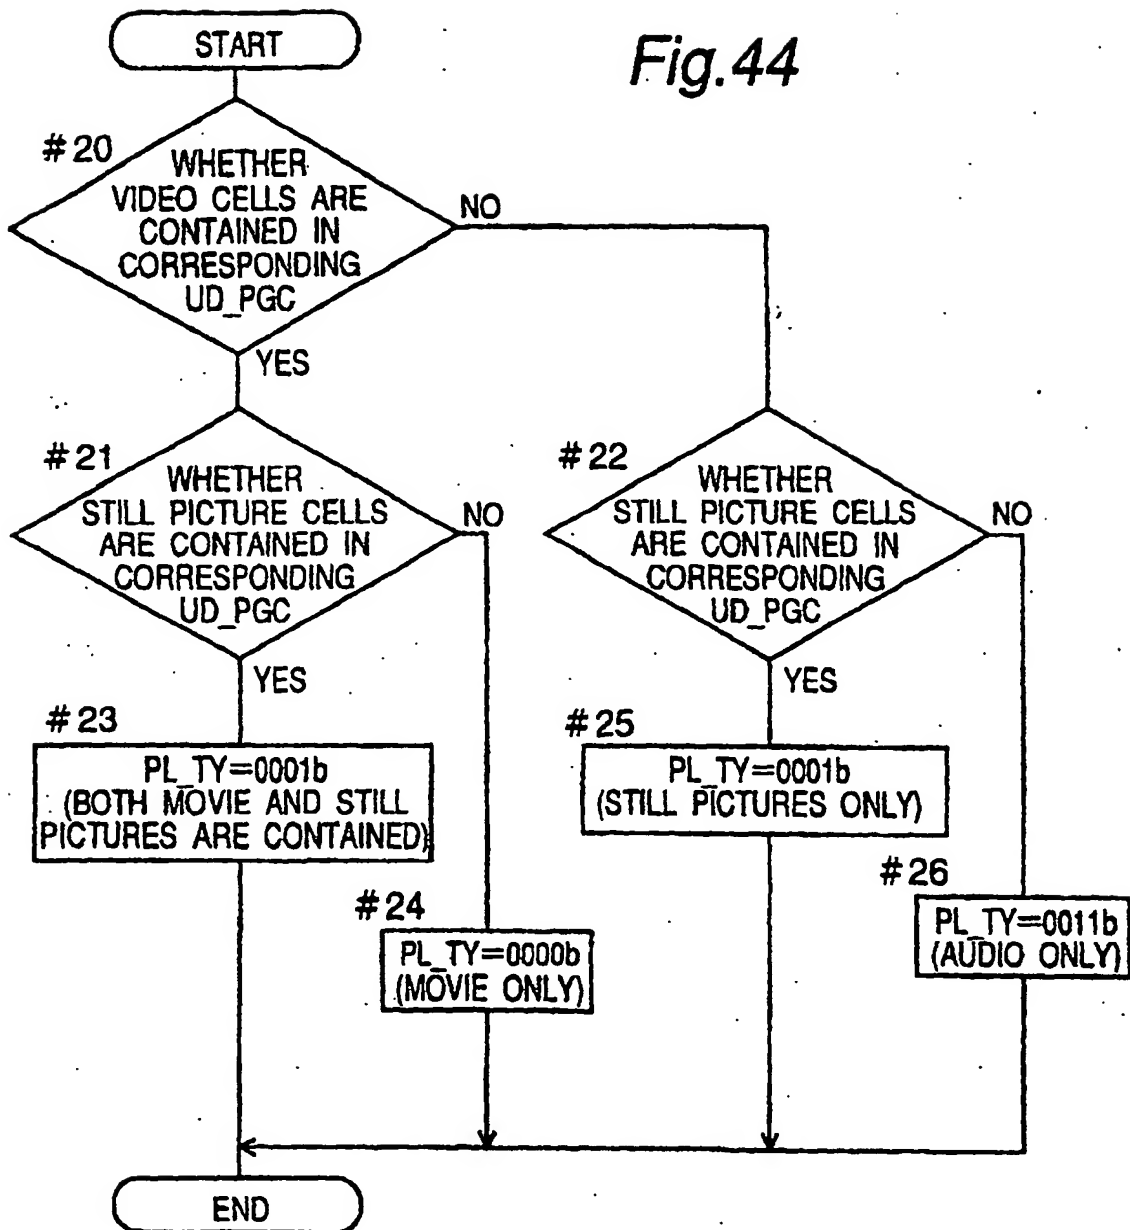 Fig.44
START
#20
WHETHER
VIDEO CELLS ARE
CONTAINED IN
CORRESPONDING
UD_PGC
NO
YES
#21
WHETHER
STILL PICTURE CELLS
ARE CONTAINED IN
CORRESPONDING
UD_PGC
NO
YES
#22
WHETHER
STILL PICTURE CELLS
ARE CONTAINED IN
CORRESPONDING
UD_PGC
NO
YES
#23
PL_TY=0001b
(BOTH MOVIE AND STILL
PICTURES ARE CONTAINED)
#24
PL_TY=0000b
(MOVIE ONLY)
#25
PL_TY=0001b
(STILL PICTURES ONLY)
#26
PL_TY=0011b
(AUDIO ONLY)
END